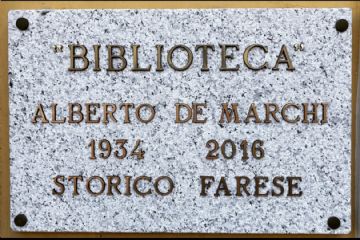 "BIBLIOTECA"
ALBERTO DE MARCHI
1934 2016
STORICO FARESE